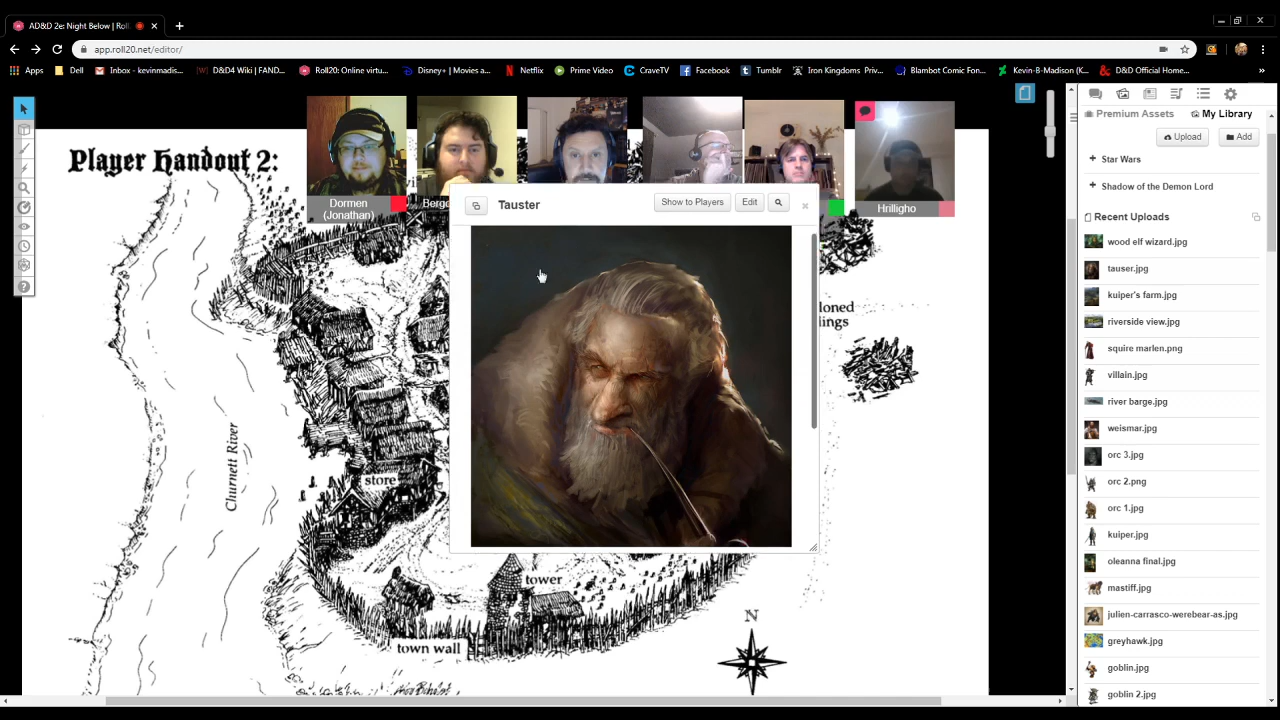 AD&D 2e: Night Below | Roll
app.roll20.net/editor/
Apps Dell Inbox - kevinmadis... D&D4 Wiki | FAND... Roll20: Online virtu... Disney+ | Movies a... Netflix Prime Video CraveTV Facebook Tumblr Iron Kingdoms Priv... Blambot Comic Fon... Kevin-B-Madison (K... D&D Official Home...
Premium Assets My Library
Upload Add
Star Wars
Shadow of the Demon Lord
Recent Uploads
wood elf wizard.jpg
tauser.jpg
kuiper's farm.jpg
riverside view.jpg
squire marlen.png
villain.jpg
river barge.jpg
weismar.jpg
orc 3.jpg
orc 2.png
orc 1.jpg
kuiper.jpg
oleanna final.jpg
mastiff.jpg
julien-carrasco-werebear-as.jpg
greyhawk.jpg
goblin.jpg
goblin 2.jpg
Player Handout 2:
Dormen
(Jonathan)
Hrilligho
Tauster Show to Players Edit
Churnett River
store
tower
town wall
N